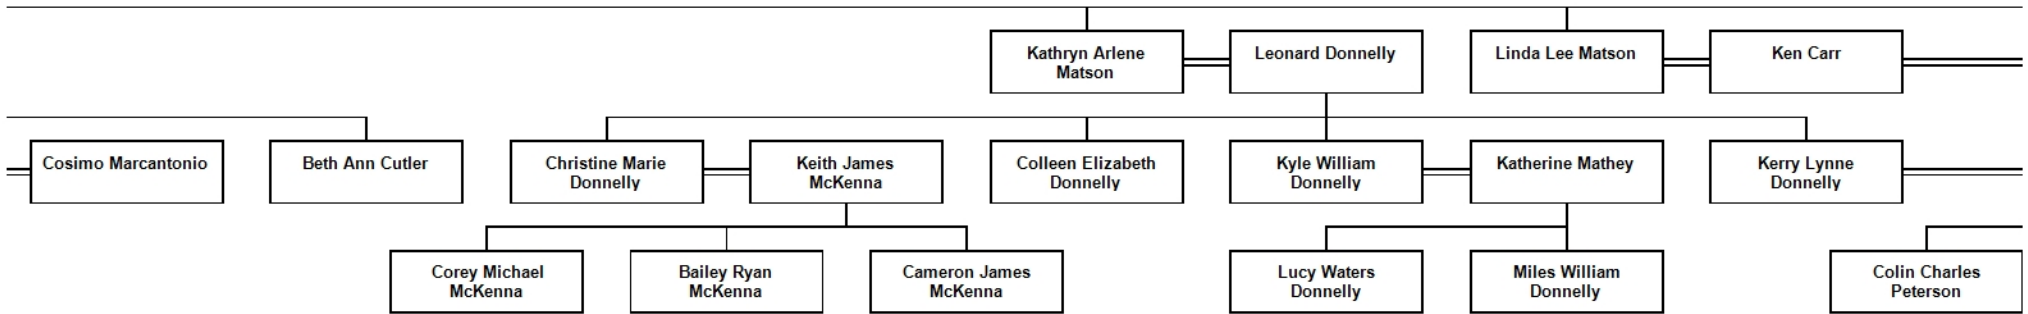 Kathryn Arlene
Matson
Leonard Donnelly
Linda Lee Matson
Ken Carr
Cosimo Marcantonio
Beth Ann Cutler
Christine Marie
Donnelly
Keith James
McKenna
Colleen Elizabeth
Donnelly
Kyle William
Donnelly
Katherine Mathey
Kerry Lynne
Donnelly
Corey Michael
McKenna
Bailey Ryan
McKenna
Cameron James
McKenna
Lucy Waters
Donnelly
Miles William
Donnelly
Colin Charles
Peterson